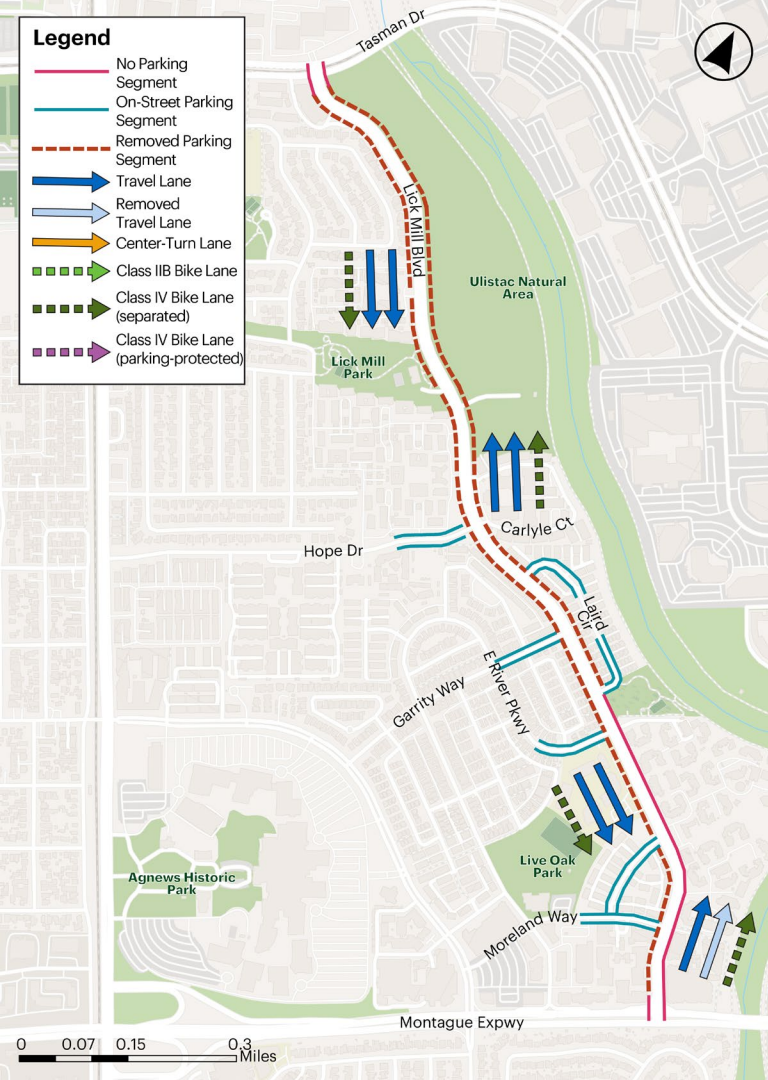 Legend
No Parking
Segment
On-Street Parking
Segment
Removed Parking
Segment
Travel Lane
Removed
Travel Lane
Center-Turn Lane
Class IIB Bike Lane
Class IV Bike Lane
(separated)
Class IV Bike Lane
(parking-protected)
Tasman Dr
Lick Mill Blvd
Ulistac Natural
Area
Lick Mill
Park
Carlyle Ct
Hope Dr
Laird
Cir
E River Pkwy
Garrity Way
Live Oak
Park
Agnews Historic
Park
Moreland Way
Montague Expwy
0 0.07 0.15 0.3
Miles